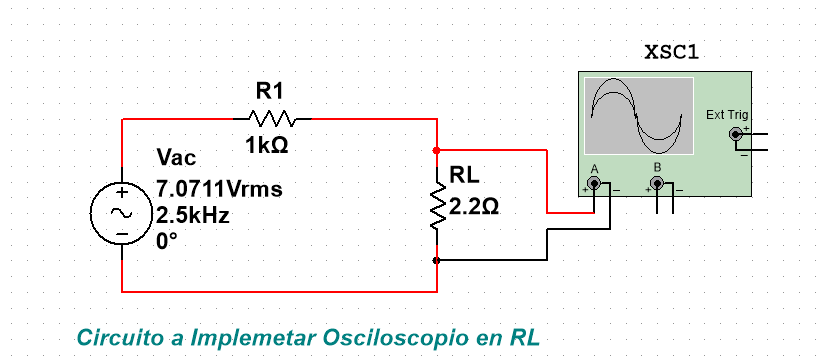 XSC1
R1
Ext Trig
+
1kΩ
–
Vac
A
B
RL
+
7.0711Vrms
+
–
+
–
2.2Ω
2.5kHz
–
0°
Circuito a Implemetar Osciloscopio en RL